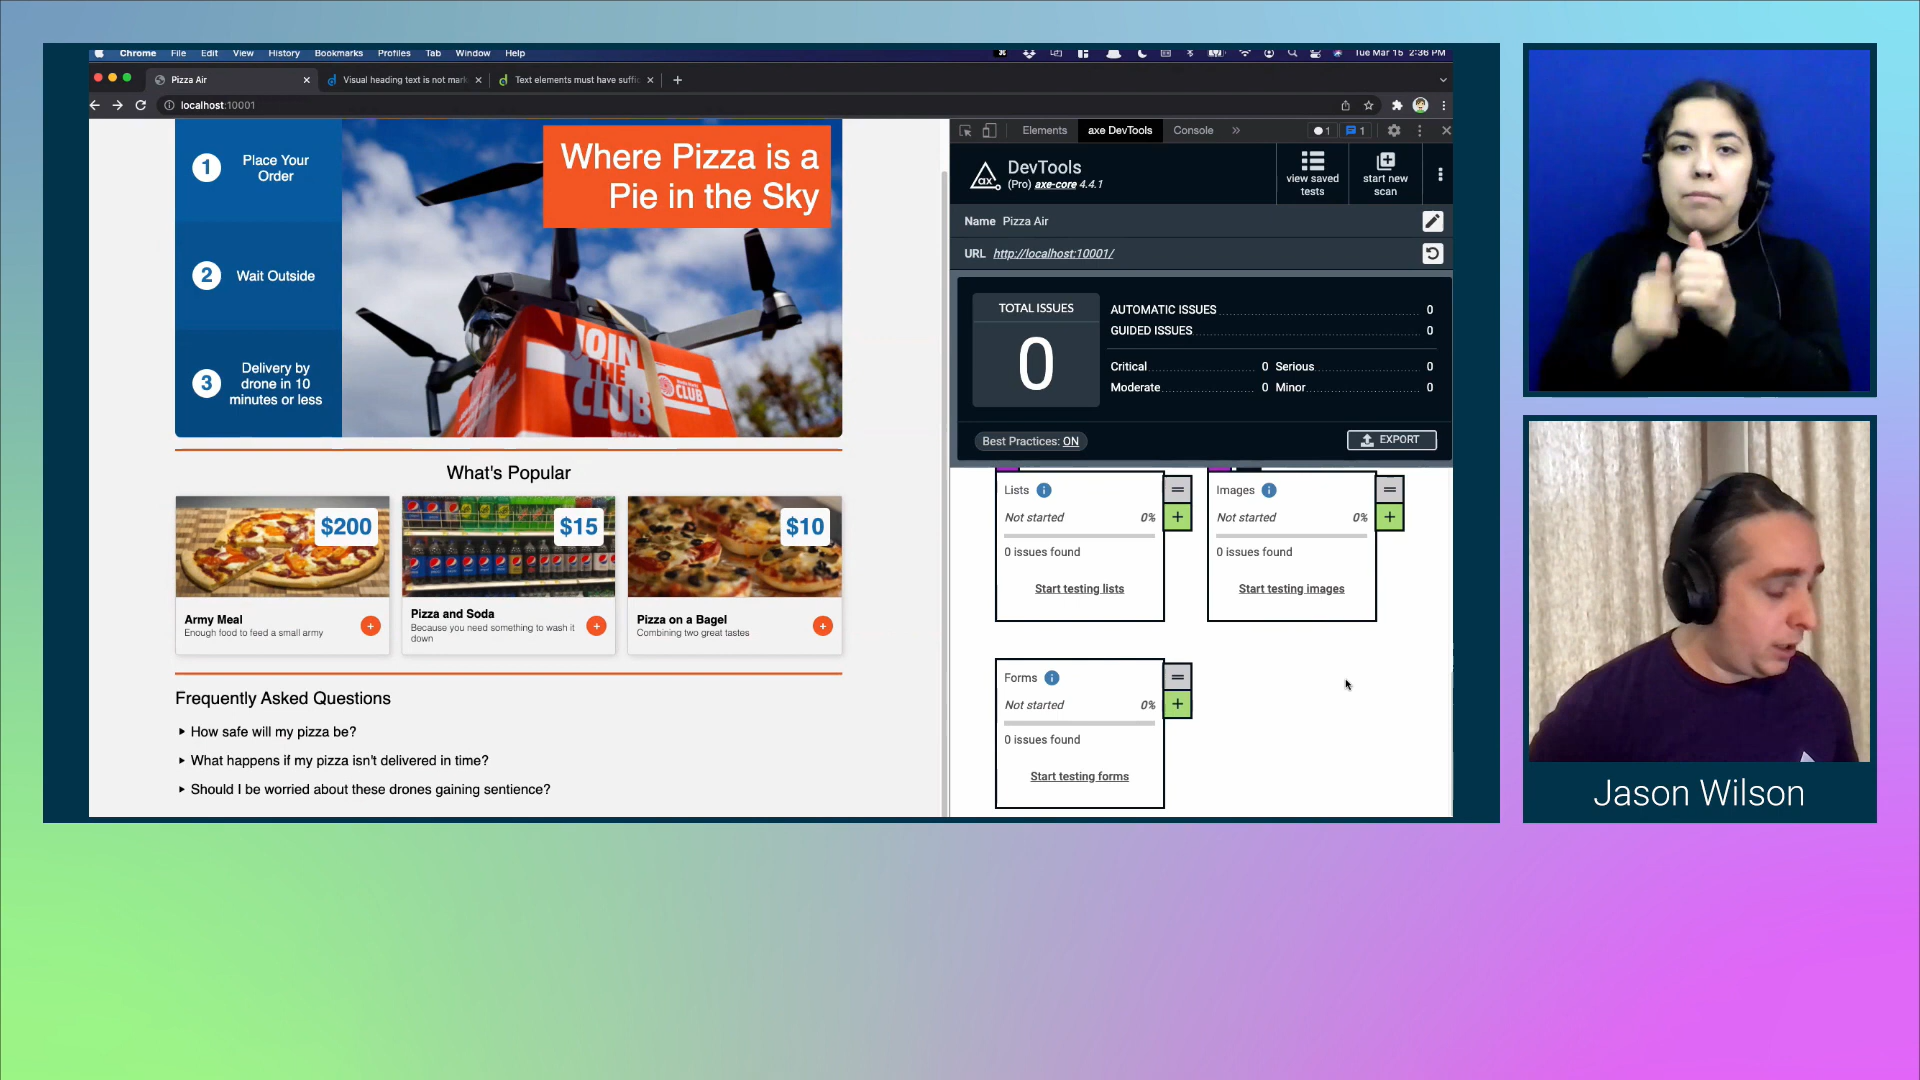 Chrome File Edit View History Bookmarks Profiles Tab Window Help
Tue Mar 15 2:36 PM
Pizza Air
Visual heading text is not mar
Text elements must have suffic
localhost:10001
1
Place Your
Order
2
Wait Outside
3
Delivery by
drone in 10
minutes or less
Where Pizza is a
Pie in the Sky
JOIN
THE
CLUB
CLUB
What's Popular
$200
$15
$10
Army Meal
Enough food to feed a small army
+
Pizza and Soda
Because you need something to wash it
down
+
Pizza on a Bagel
Combining two great tastes
+
Frequently Asked Questions
How safe will my pizza be?
What happens if my pizza isn't delivered in time?
Should I be worried about these drones gaining sentience?
Elements
axe DevTools
Console
1
1
ax
DevTools
(Pro) axe-core 4.4.1
view saved
tests
start new
scan
Name Pizza Air
URL http://localhost:10001/
TOTAL ISSUES
0
AUTOMATIC ISSUES 0
GUIDED ISSUES 0
Critical 0 Serious 0
Moderate 0 Minor 0
Best Practices: ON
EXPORT
Lists
Not started 0%
0 issues found
Start testing lists
Images
Not started 0%
0 issues found
Start testing images
Forms
Not started 0%
0 issues found
Start testing forms
Jason Wilson